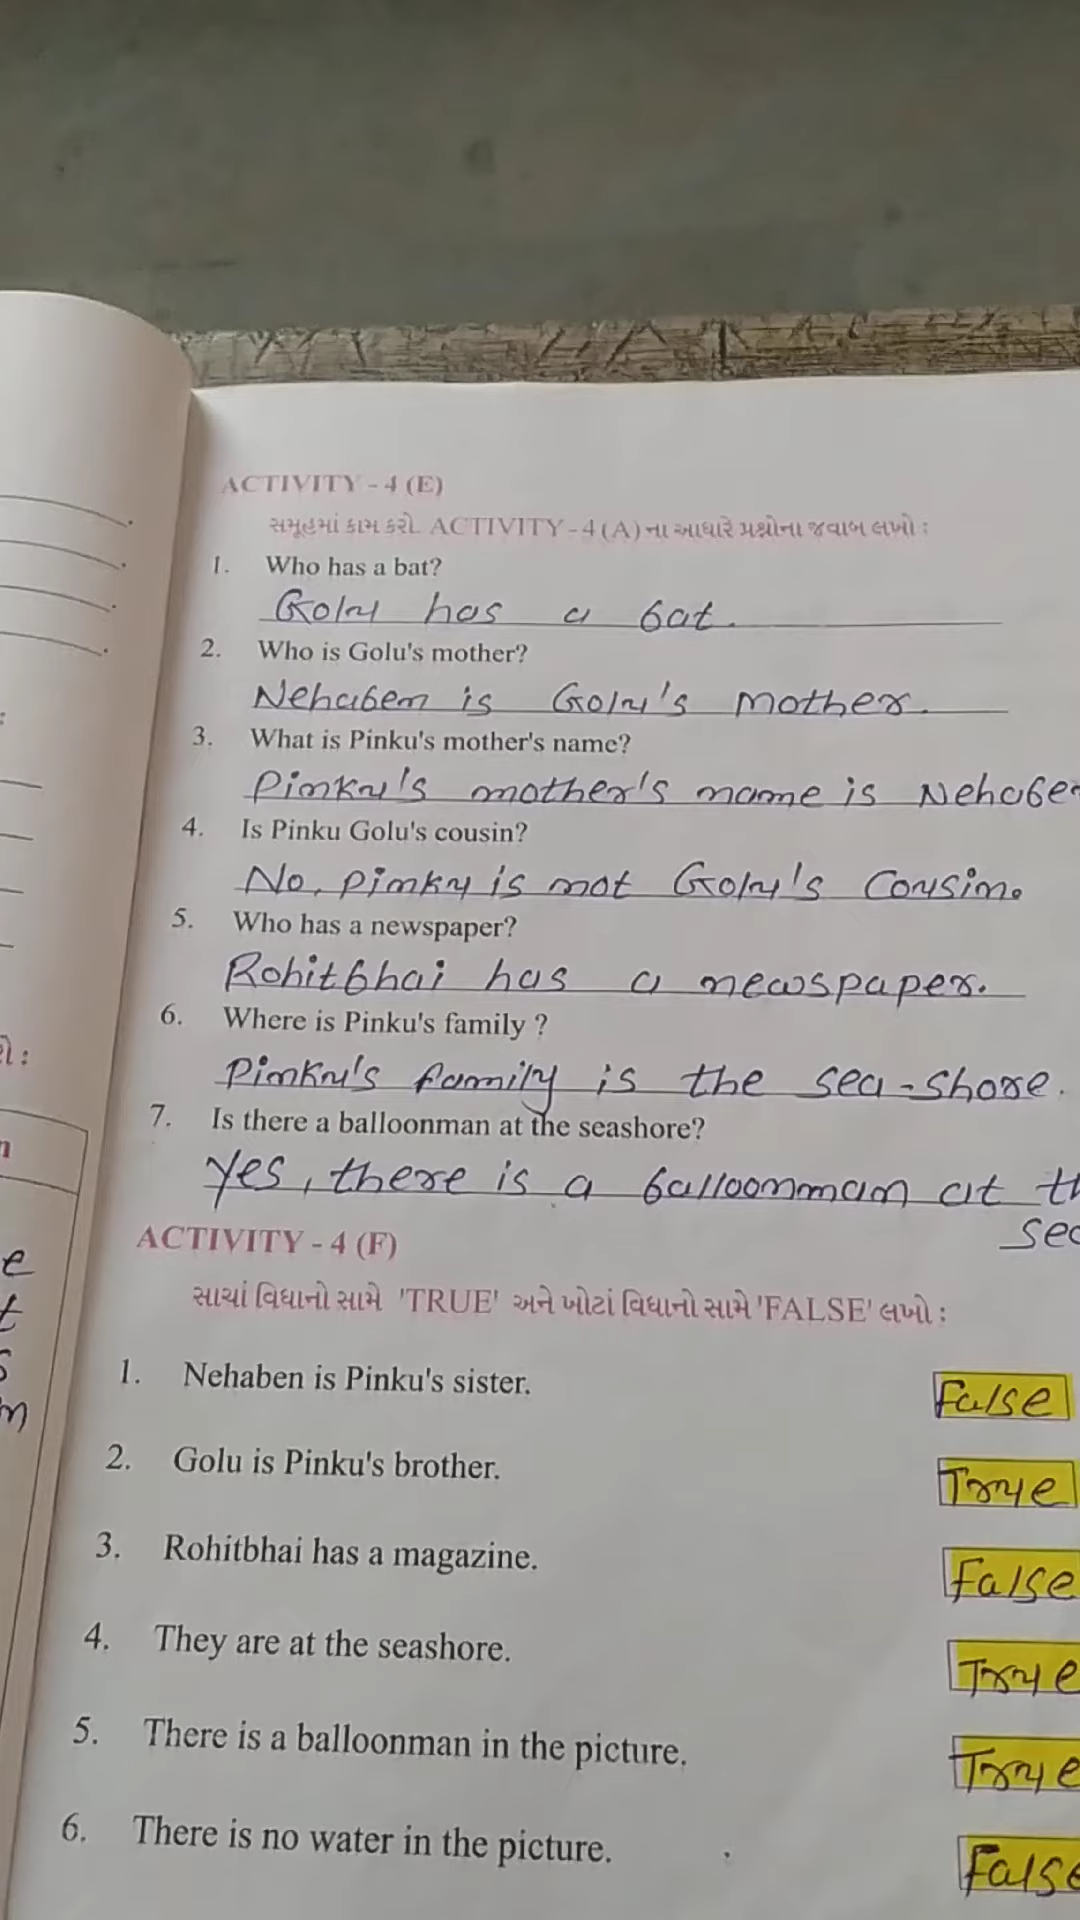 ACTIVITY - 4 (E)
સમૂહમાં કામ કરો. ACTIVITY - 4 (A) ના આધારે પ્રશ્નોના જવાબ લખો :
1. Who has a bat?
Golu has a bat.
2. Who is Golu's mother?
Nehaben is Golu's mother.
3. What is Pinku's mother's name?
Pinku's mother's name is Nehabe
4. Is Pinku Golu's cousin?
No, pinku is not Golu's Cousin.
5. Who has a newspaper?
Rohitbhai has a newspaper.
6. Where is Pinku's family ?
Pinku's family is the sea-shore.
7. Is there a balloonman at the seashore?
Yes, there is a balloonman at th
sea
ACTIVITY - 4 (F)
સાચાં વિધાનો સામે 'TRUE' અને ખોટાં વિધાનો સામે 'FALSE' લખો :
1. Nehaben is Pinku's sister. False
2. Golu is Pinku's brother. True
3. Rohitbhai has a magazine. False
4. They are at the seashore. True
5. There is a balloonman in the picture. True
6. There is no water in the picture. False